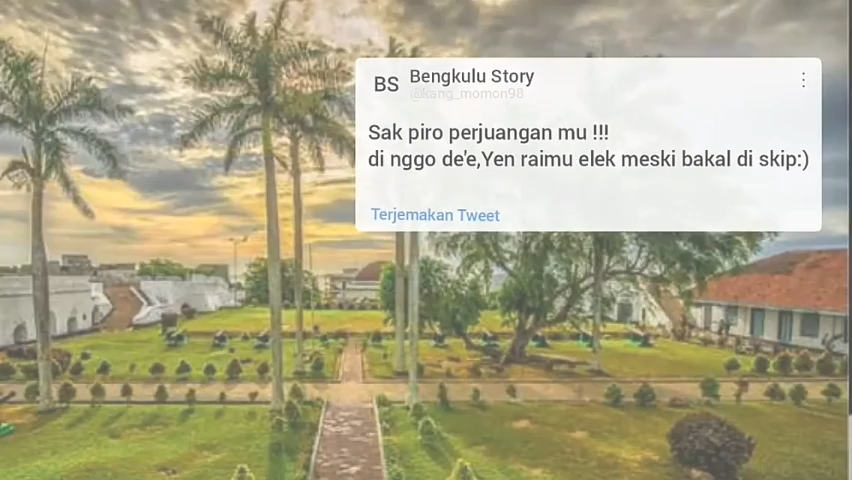 BS
Bengkulu Story
@kang_momon98
Sak piro perjuangan mu !!!
di nggo de'e,Yen raimu elek meski bakal di skip:)
Terjemakan Tweet